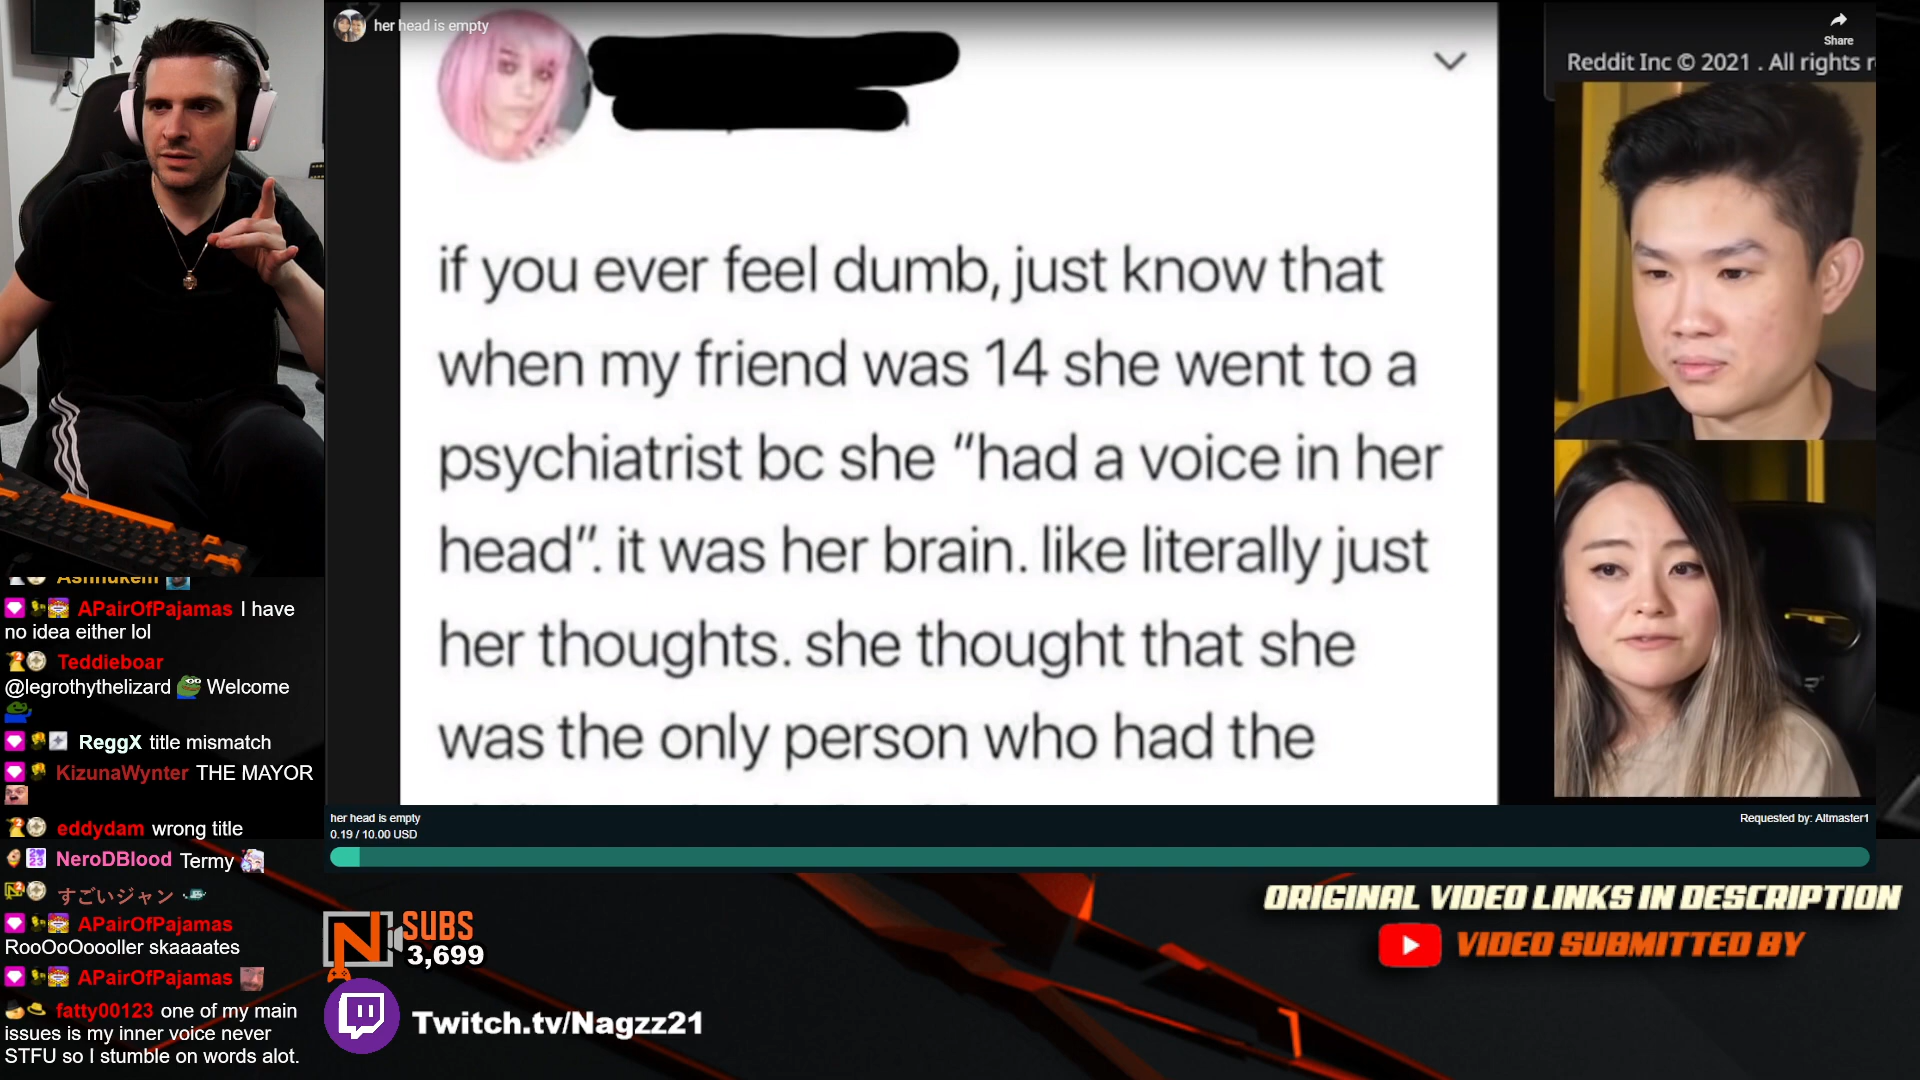 her head is empty
Share
Reddit Inc © 2021 . All rights r
if you ever feel dumb, just know that
when my friend was 14 she went to a
psychiatrist bc she “had a voice in her
head”. it was her brain. like literally just
her thoughts. she thought that she
was the only person who had the
her head is empty
0.19 / 10.00 USD
Requested by: Altmaster1
Ashnukem
APairOfPajamas I have
no idea either lol
Teddieboar
@legrothythelizard Welcome
ReggX title mismatch
KizunaWynter THE MAYOR
eddydam wrong title
NeroDBlood Termy
すごいジャン
APairOfPajamas
RooOoOoooller skaaaates
APairOfPajamas
fatty00123 one of my main
issues is my inner voice never
STFU so I stumble on words alot.
N SUBS
3,699
Twitch.tv/Nagzz21
ORIGINAL VIDEO LINKS IN DESCRIPTION
VIDEO SUBMITTED BY